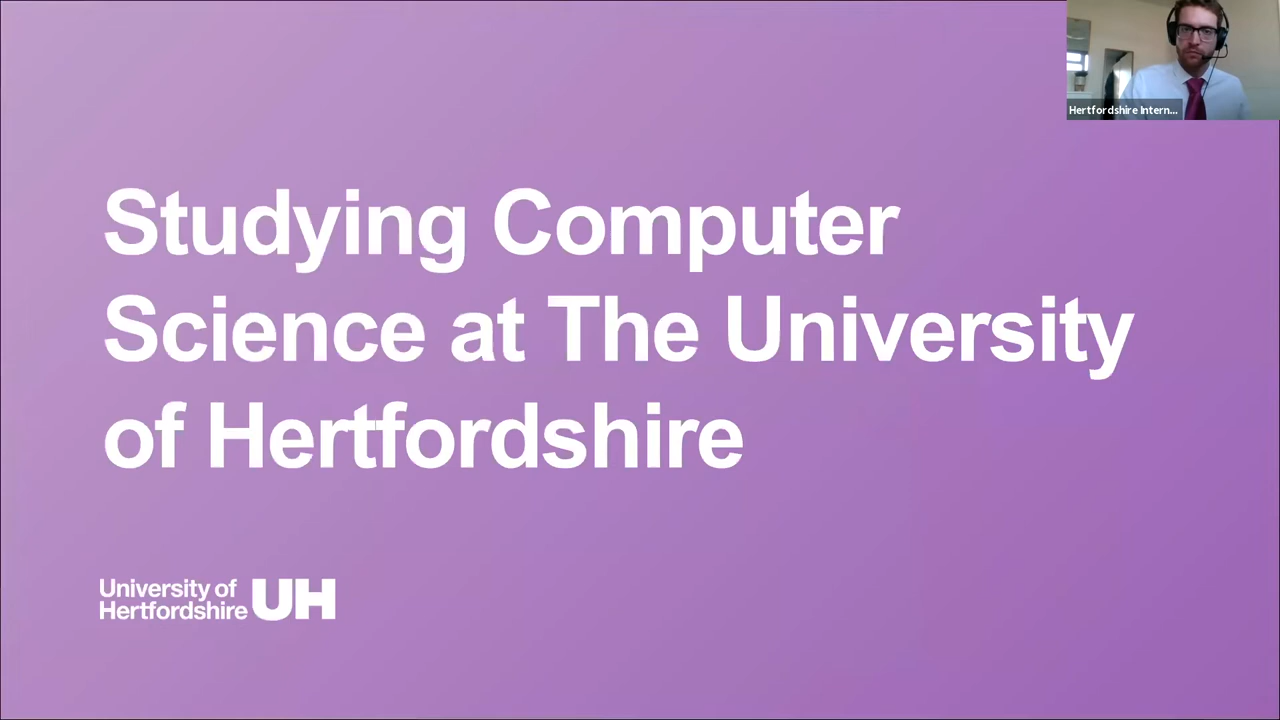 Hertfordshire Intern...
Studying Computer
Science at The University
of Hertfordshire
University of
Hertfordshire UH